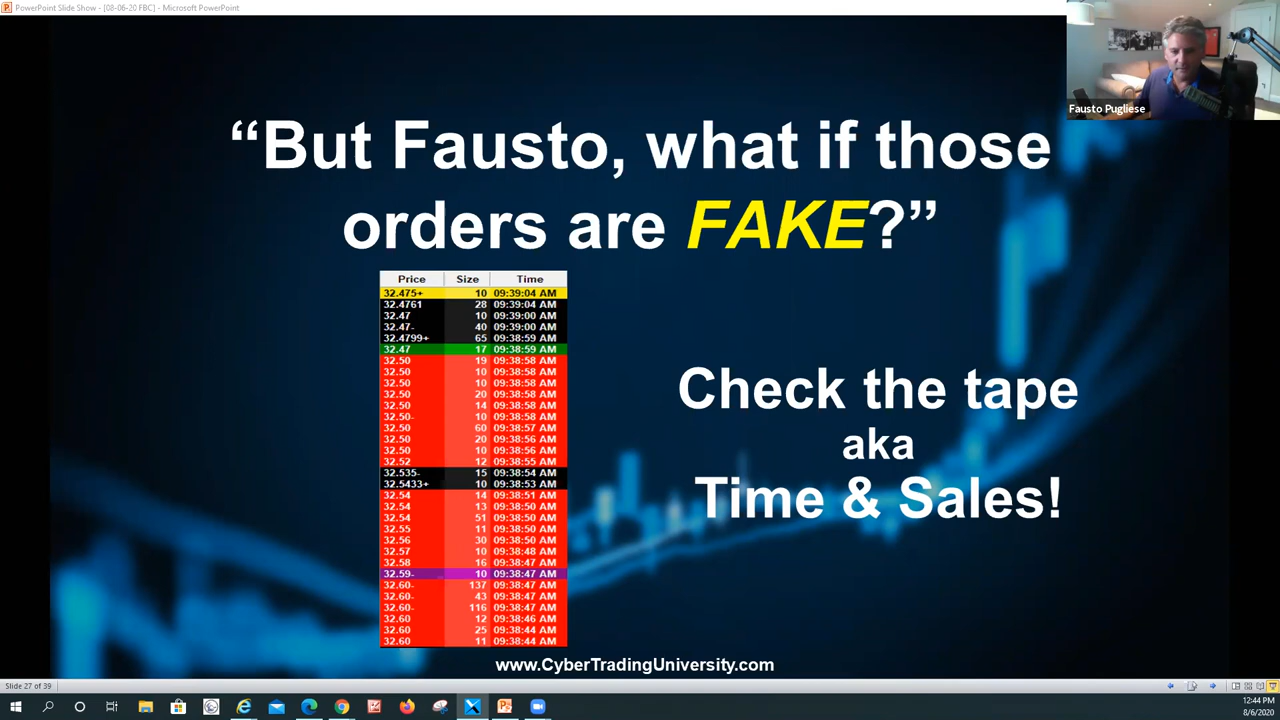 PowerPoint Slide Show - [08-06-20 FBC] - Microsoft PowerPoint
Fausto Pugliese
“But Fausto, what if those
orders are FAKE?”
Price Size Time
32.475+ 10 09:39:04 AM
32.4761 28 09:39:04 AM
32.47 10 09:39:00 AM
32.47- 40 09:39:00 AM
32.4799+ 65 09:38:59 AM
32.47 17 09:38:59 AM
32.50 19 09:38:58 AM
32.50 10 09:38:58 AM
32.50 10 09:38:58 AM
32.50 20 09:38:58 AM
32.50 14 09:38:58 AM
32.50- 10 09:38:58 AM
32.50 60 09:38:57 AM
32.50 20 09:38:56 AM
32.50 10 09:38:56 AM
32.52 12 09:38:55 AM
32.535- 15 09:38:54 AM
32.5433+ 10 09:38:53 AM
32.54 14 09:38:51 AM
32.54 13 09:38:50 AM
32.54 51 09:38:50 AM
32.55 11 09:38:50 AM
32.56 30 09:38:50 AM
32.57 10 09:38:48 AM
32.58 16 09:38:47 AM
32.59- 10 09:38:47 AM
32.60- 137 09:38:47 AM
32.60- 43 09:38:47 AM
32.60- 116 09:38:47 AM
32.60 12 09:38:46 AM
32.60 25 09:38:44 AM
32.60 11 09:38:44 AM
Check the tape
aka
Time & Sales!
www.CyberTradingUniversity.com
Slide 27 of 39
12:44 PM
8/6/2020